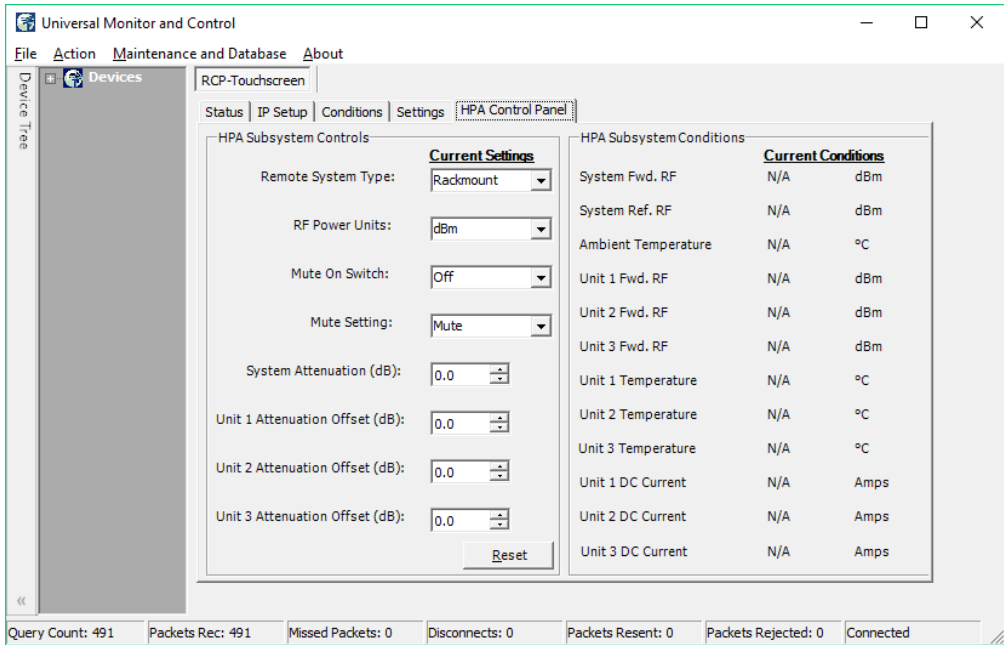 Universal Monitor and Control
File Action Maintenance and Database About
Device Tree
Devices
RCP-Touchscreen
Status IP Setup Conditions Settings HPA Control Panel
HPA Subsystem Controls
Current Settings
Remote System Type: Rackmount
RF Power Units: dBm
Mute On Switch: Off
Mute Setting: Mute
System Attenuation (dB): 0.0
Unit 1 Attenuation Offset (dB): 0.0
Unit 2 Attenuation Offset (dB): 0.0
Unit 3 Attenuation Offset (dB): 0.0
Reset
HPA Subsystem Conditions
Current Conditions
System Fwd. RF N/A dBm
System Ref. RF N/A dBm
Ambient Temperature N/A °C
Unit 1 Fwd. RF N/A dBm
Unit 2 Fwd. RF N/A dBm
Unit 3 Fwd. RF N/A dBm
Unit 1 Temperature N/A °C
Unit 2 Temperature N/A °C
Unit 3 Temperature N/A °C
Unit 1 DC Current N/A Amps
Unit 2 DC Current N/A Amps
Unit 3 DC Current N/A Amps
Query Count: 491 Packets Rec: 491 Missed Packets: 0 Disconnects: 0 Packets Resent: 0 Packets Rejected: 0 Connected